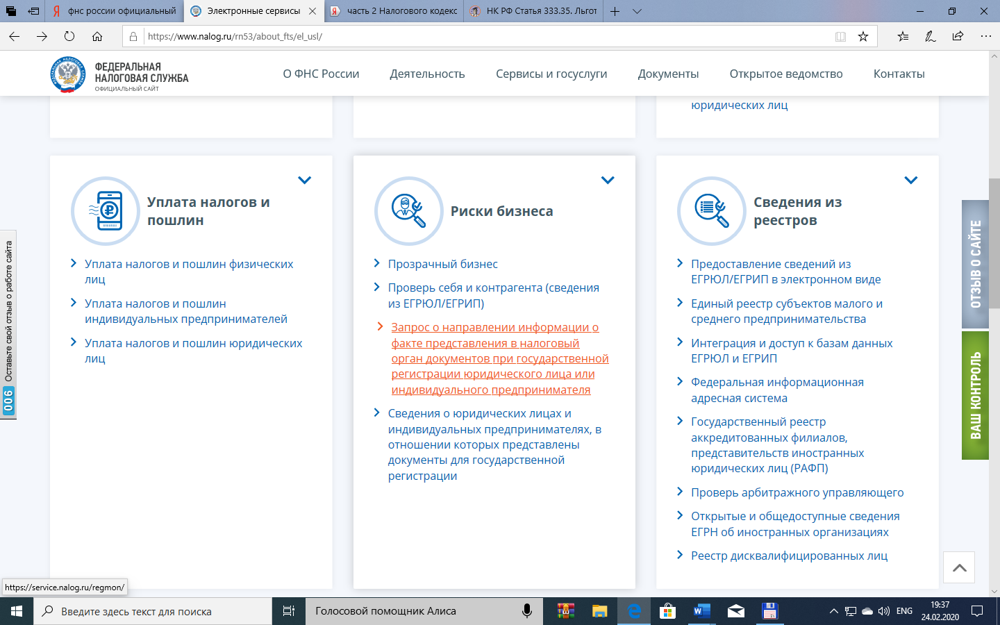 фнс россии официальный
Электронные сервисы
часть 2 Налогового кодекс
НК РФ Статья 333.35. Льгот
https://www.nalog.ru/rn53/about_fts/el_usl/
ФЕДЕРАЛЬНАЯ
НАЛОГОВАЯ СЛУЖБА
ОФИЦИАЛЬНЫЙ САЙТ
О ФНС России
Деятельность
Сервисы и госуслуги
Документы
Открытое ведомство
Контакты
юридических лиц
Уплата налогов и
пошлин
Уплата налогов и пошлин физических
лиц
Уплата налогов и пошлин
индивидуальных предпринимателей
Уплата налогов и пошлин юридических
лиц
Риски бизнеса
Прозрачный бизнес
Проверь себя и контрагента (сведения
из ЕГРЮЛ/ЕГРИП)
Запрос о направлении информации о
факте представления в налоговый
орган документов при государственной
регистрации юридического лица или
индивидуального предпринимателя
Сведения о юридических лицах и
индивидуальных предпринимателях, в
отношении которых представлены
документы для государственной
регистрации
Сведения из
реестров
Предоставление сведений из
ЕГРЮЛ/ЕГРИП в электронном виде
Единый реестр субъектов малого и
среднего предпринимательства
Интеграция и доступ к базам данных
ЕГРЮЛ и ЕГРИП
Федеральная информационная
адресная система
Государственный реестр
аккредитованных филиалов,
представительств иностранных
юридических лиц (РАФП)
Проверь арбитражного управляющего
Открытые и общедоступные сведения
ЕГРН об иностранных организациях
Реестр дисквалифицированных лиц
Оставьте свой отзыв о работе сайта
900
ОТЗЫВ О САЙТЕ
ВАШ КОНТРОЛЬ
https://service.nalog.ru/regmon/
Введите здесь текст для поиска
Голосовой помощник Алиса
ENG
19:37
24.02.2020